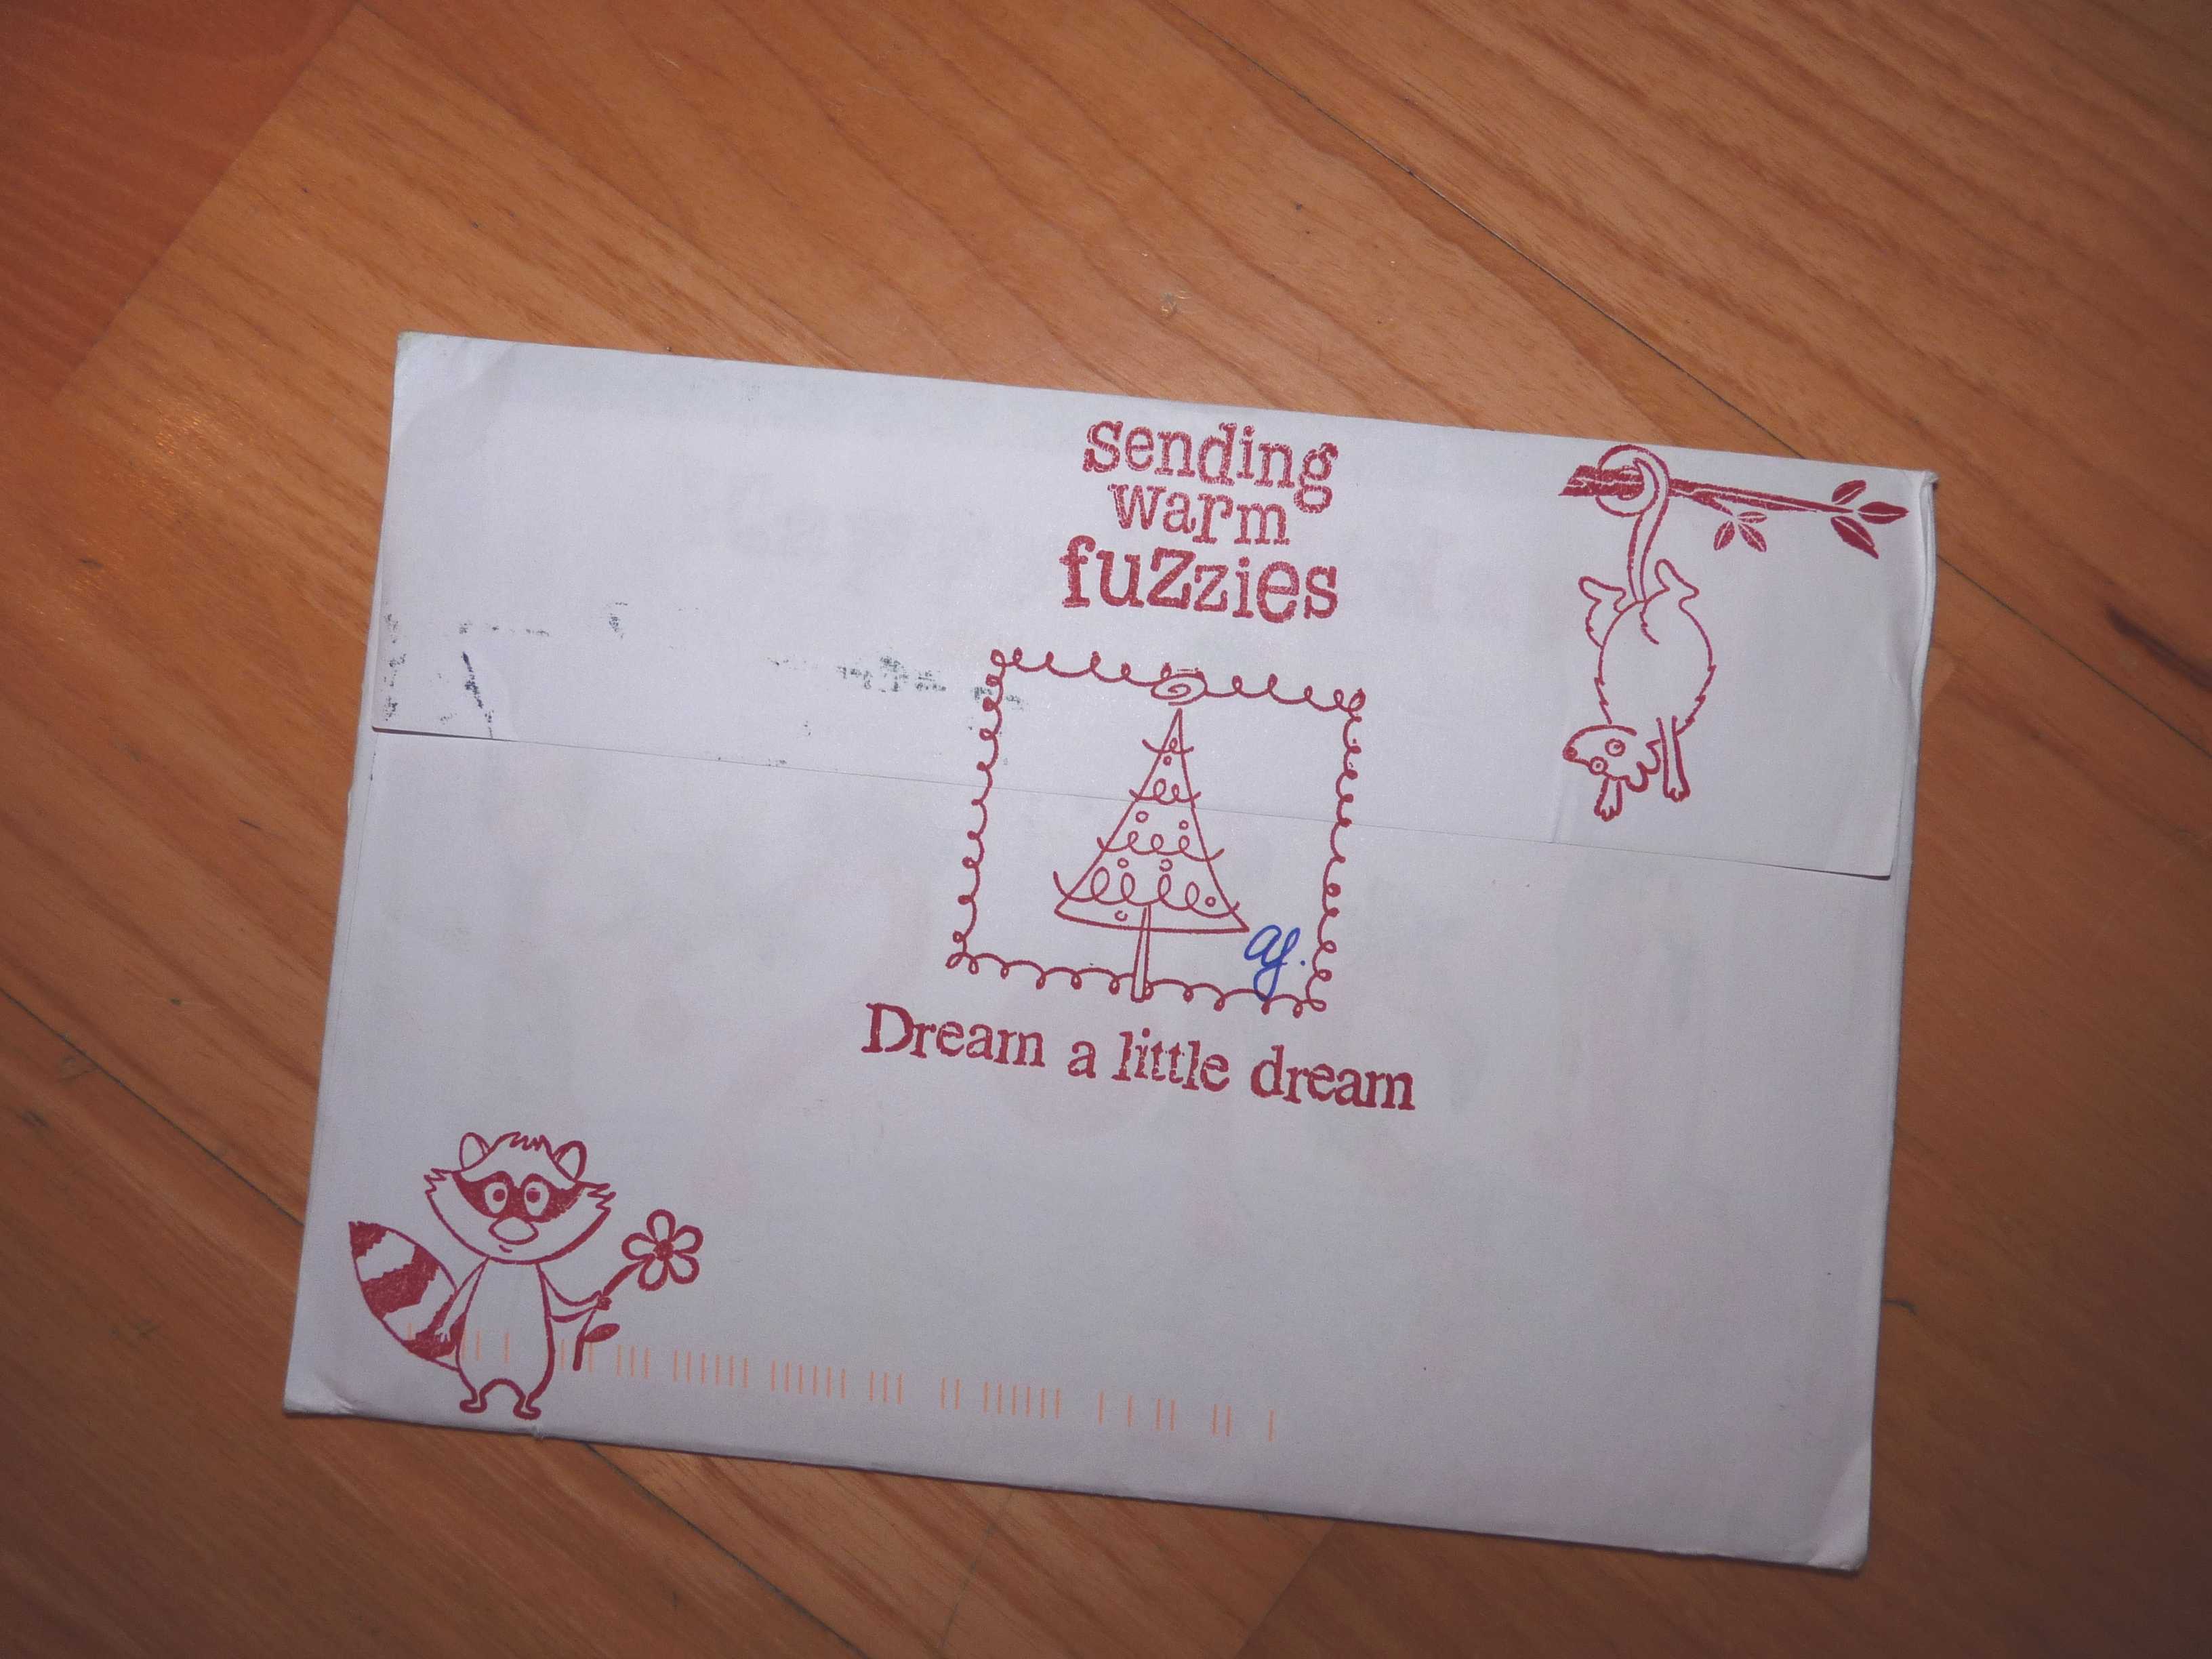 sending
warm
fuzzies
Dream a little dream